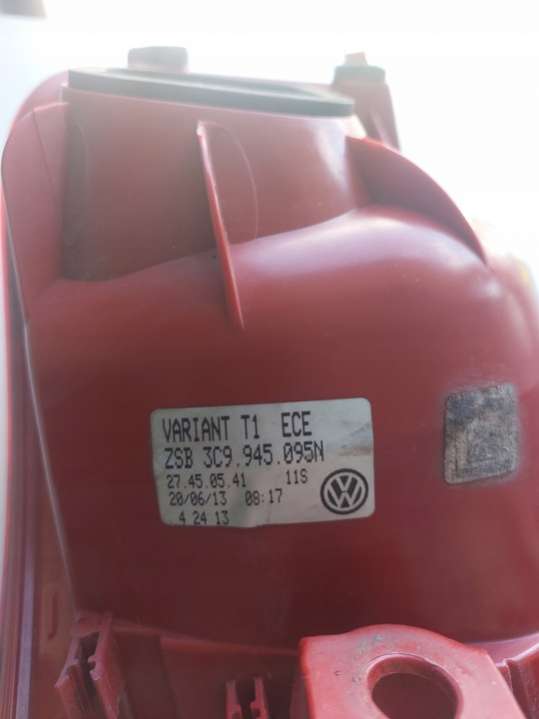 VARIANT T1 ECE
ZSB 3C9.945.095N
27.45.05.41 11S
20/06/13 08:17
4 24 13